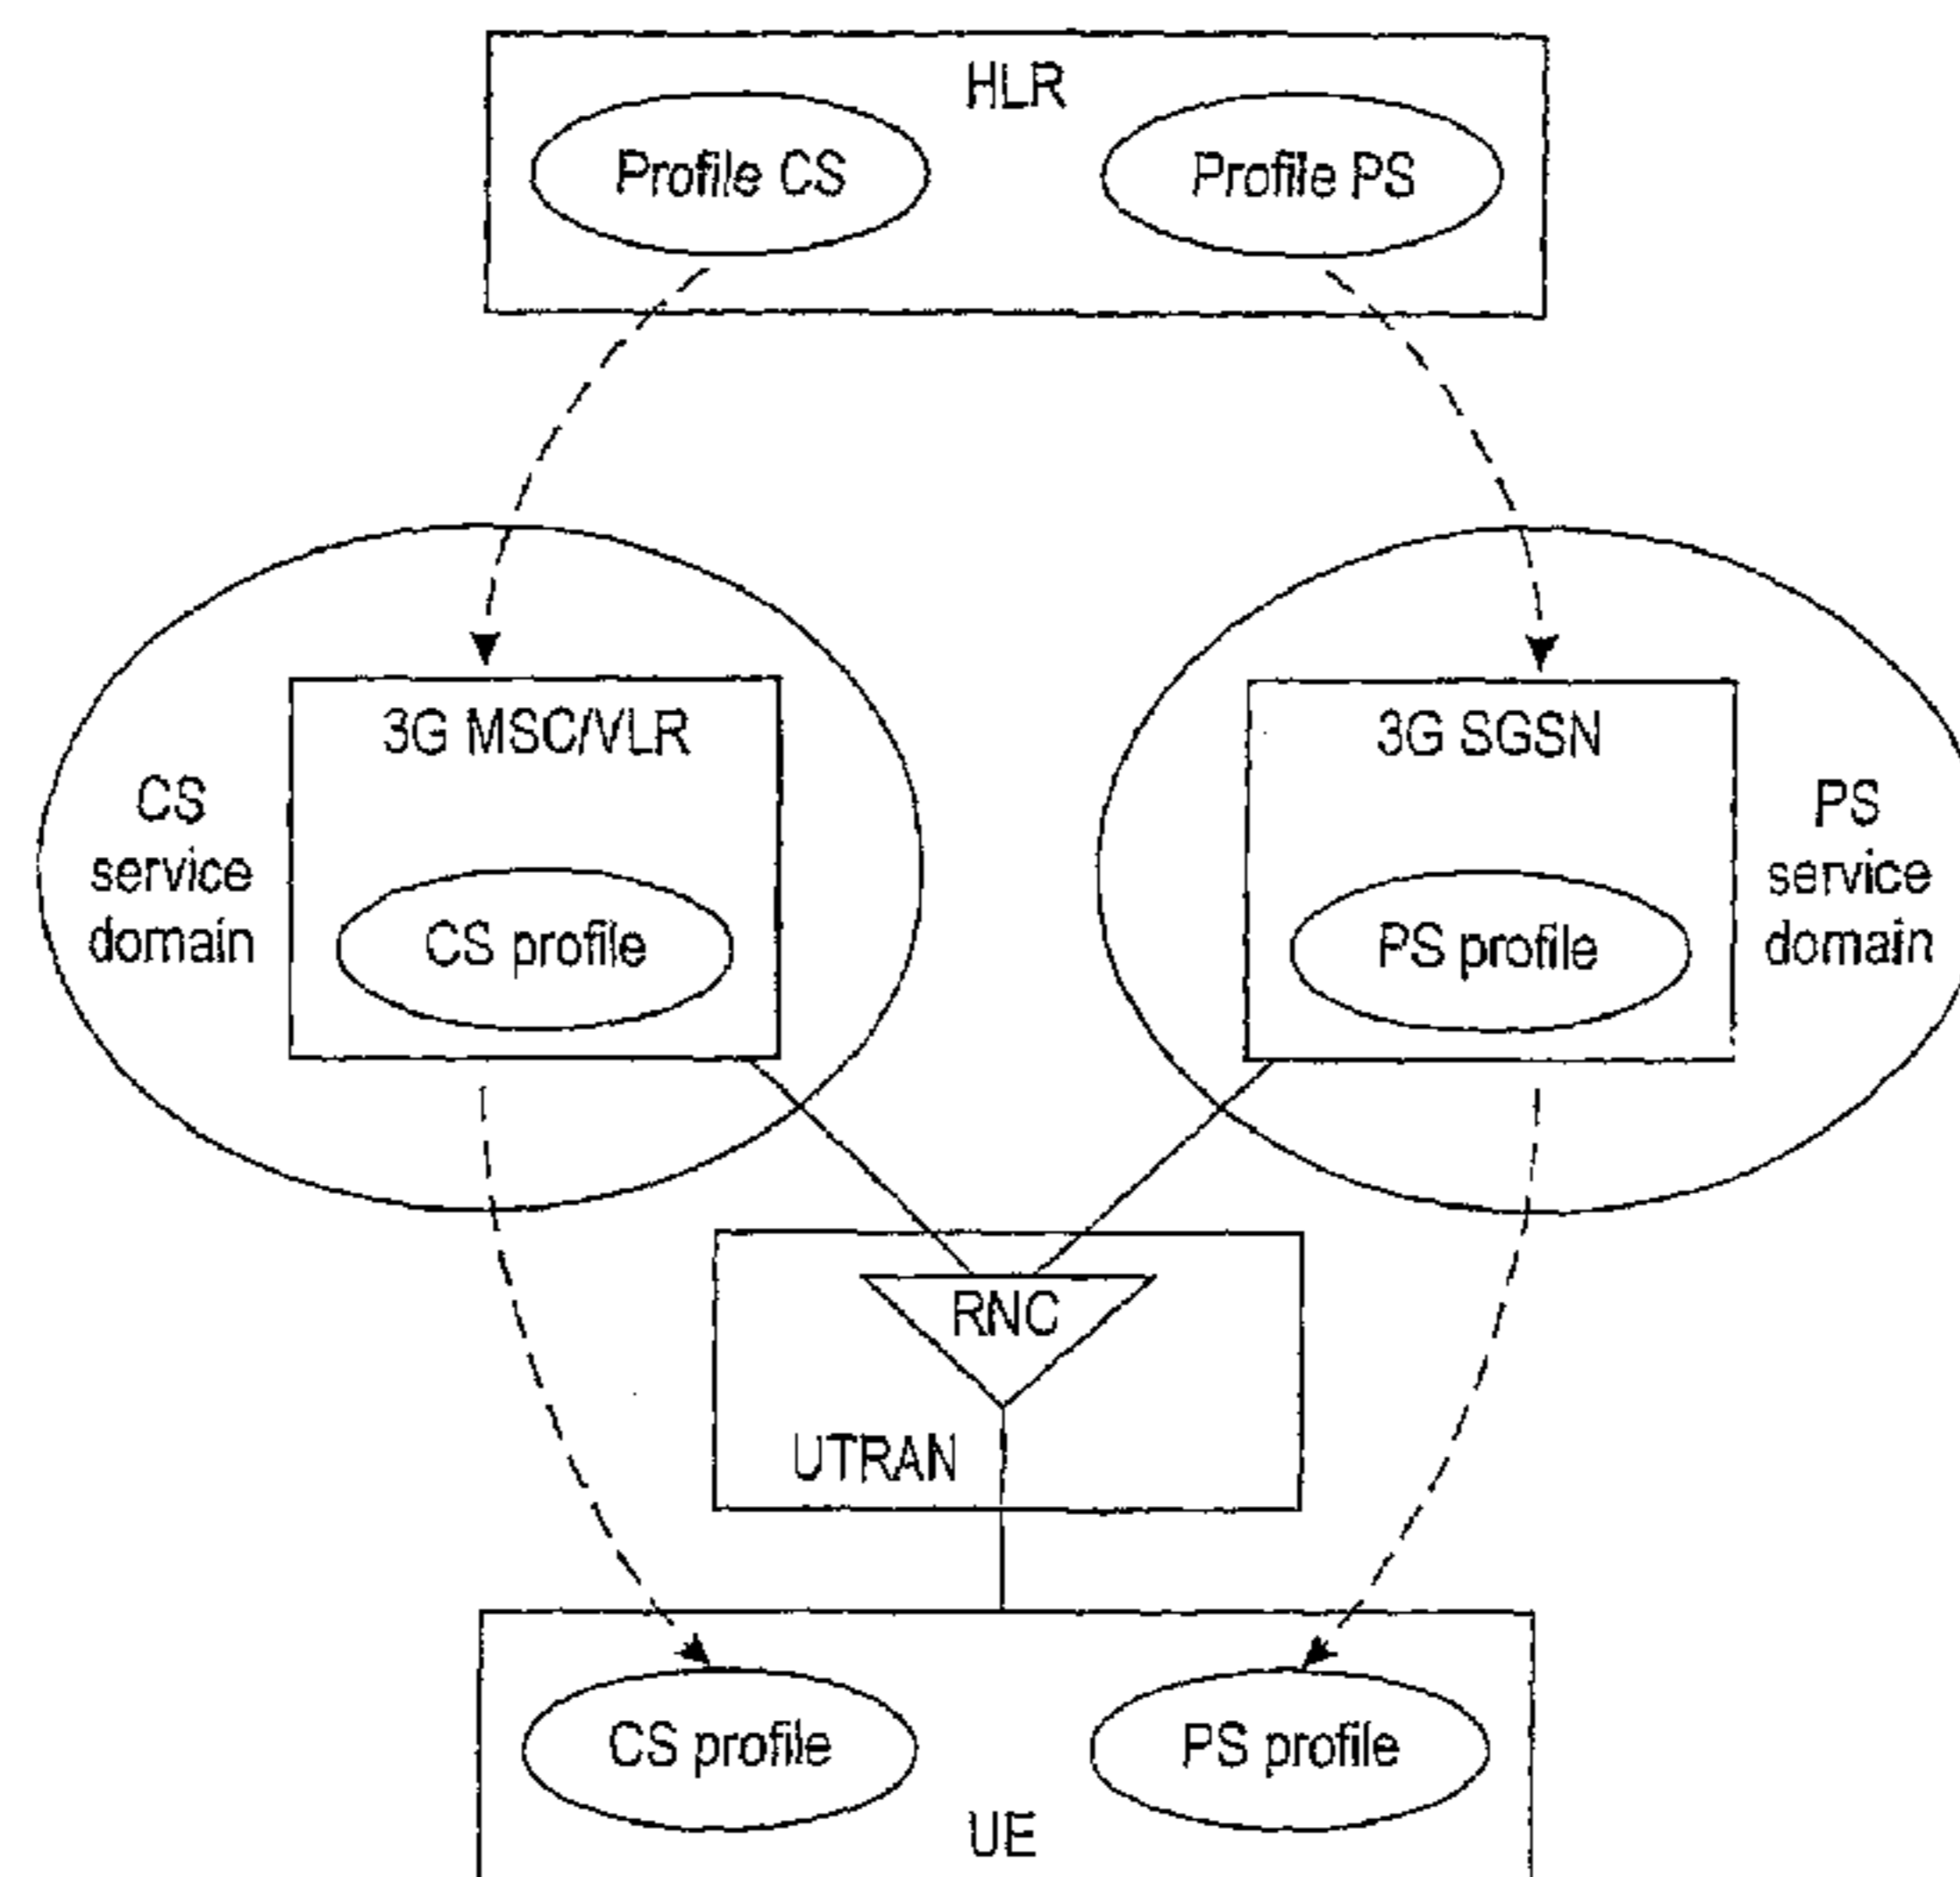 HLR
Profile CS
Profile PS
3G MSC/VLR
3G SGSN
CS
service
domain
PS
service
domain
CS profile
PS profile
RNC
UTRAN
CS profile
PS profile
UE